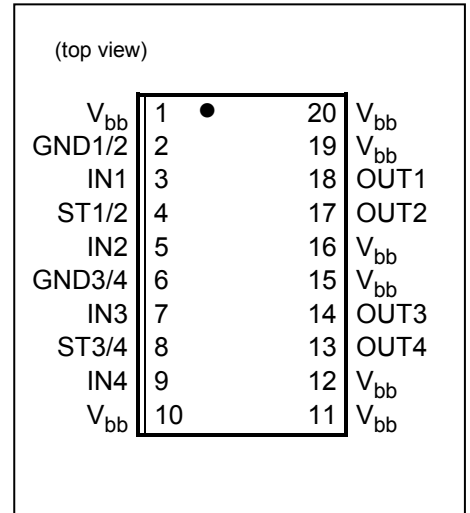 (top view)
Vbb 1 20 Vbb
GND1/2 2 19 Vbb
IN1 3 18 OUT1
ST1/2 4 17 OUT2
IN2 5 16 Vbb
GND3/4 6 15 Vbb
IN3 7 14 OUT3
ST3/4 8 13 OUT4
IN4 9 12 Vbb
Vbb 10 11 Vbb